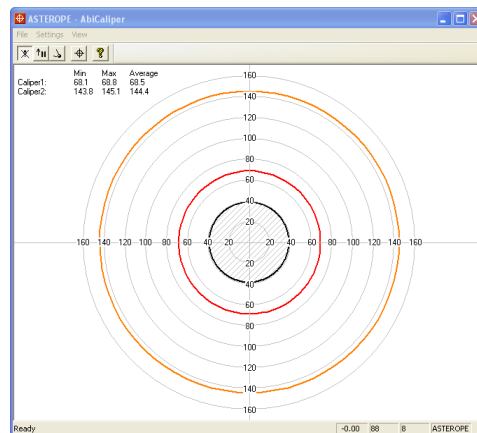 ASTEROPE - AbiCaliper
File Settings View
Min Max Average
Caliper1: 68.1 68.8 68.5
Caliper2: 143.8 145.1 144.4
160
140
120
100
80
60
40
20
160 140 120 100 80 60 40 20 20 40 60 80 100 120 140 160
20
40
60
80
100
120
140
160
Ready -0.00 88 8 ASTEROPE